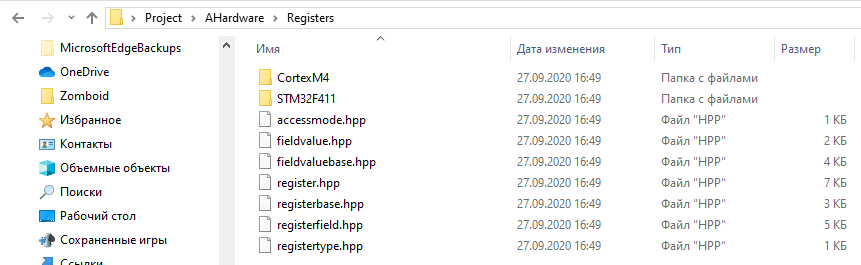 Project > AHardware > Registers
MicrosoftEdgeBackups
OneDrive
Zomboid
Избранное
Контакты
Объемные объекты
Поиски
Рабочий стол
Сохраненные игры
Ссылки
Имя Дата изменения Тип Размер
CortexM4 27.09.2020 16:49 Папка с файлами
STM32F411 27.09.2020 16:49 Папка с файлами
accessmode.hpp 27.09.2020 16:49 Файл "HPP" 1 КБ
fieldvalue.hpp 27.09.2020 16:49 Файл "HPP" 2 КБ
fieldvaluebase.hpp 27.09.2020 16:49 Файл "HPP" 4 КБ
register.hpp 27.09.2020 16:49 Файл "HPP" 7 КБ
registerbase.hpp 27.09.2020 16:49 Файл "HPP" 3 КБ
registerfield.hpp 27.09.2020 16:49 Файл "HPP" 5 КБ
registertype.hpp 27.09.2020 16:49 Файл "HPP" 1 КБ